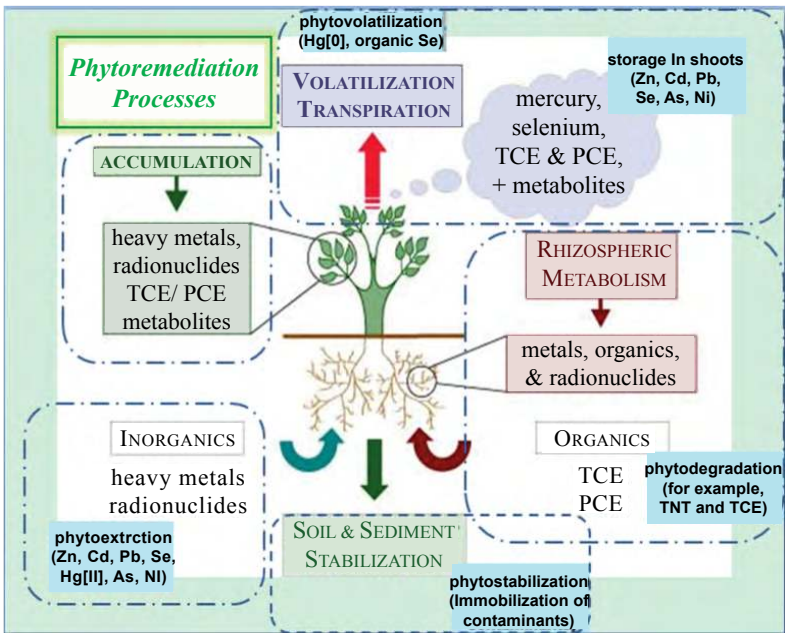 phytovolatilization
(Hg[0], organic Se)
Phytoremediation
Processes
VOLATILIZATION
TRANSPIRATION
storage In shoots
(Zn, Cd, Pb,
Se, As, Ni)
mercury,
selenium,
TCE & PCE,
+ metabolites
ACCUMULATION
heavy metals,
radionuclides
TCE/ PCE
metabolites
RHIZOSPHERIC
METABOLISM
metals, organics,
& radionuclides
INORGANICS
heavy metals
radionuclides
ORGANICS
TCE
PCE
phytodegradation
(for example,
TNT and TCE)
phytoextrction
(Zn, Cd, Pb, Se,
Hg[II], As, Nl)
SOIL & SEDIMENT
STABILIZATION
phytostabilization
(Immobilization of
contaminants)